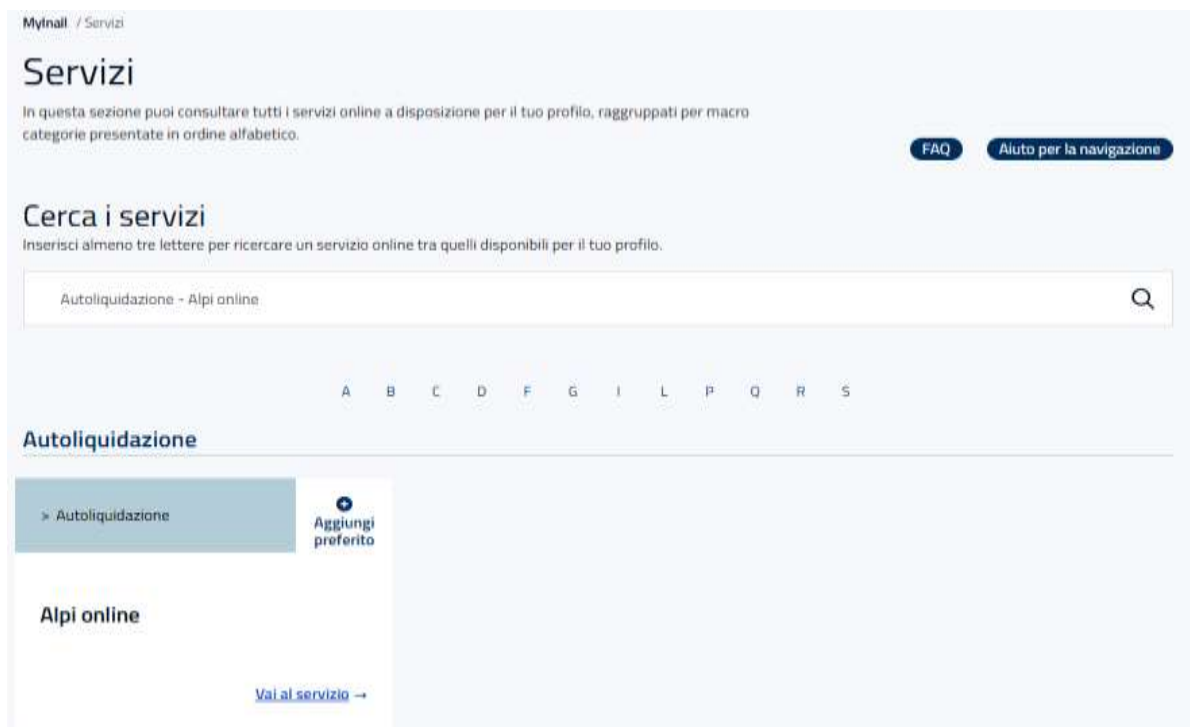 MyInail / Servizi
Servizi
In questa sezione puoi consultare tutti i servizi online a disposizione per il tuo profilo, raggruppati per macro
categorie presentate in ordine alfabetico.
FAQ Aiuto per la navigazione
Cerca i servizi
Inserisci almeno tre lettere per ricercare un servizio online tra quelli disponibili per il tuo profilo.
Autoliquidazione - Alpi online
A B C D F G I L P Q R S
Autoliquidazione
> Autoliquidazione
Aggiungi
preferito
Alpi online
Vai al servizio →